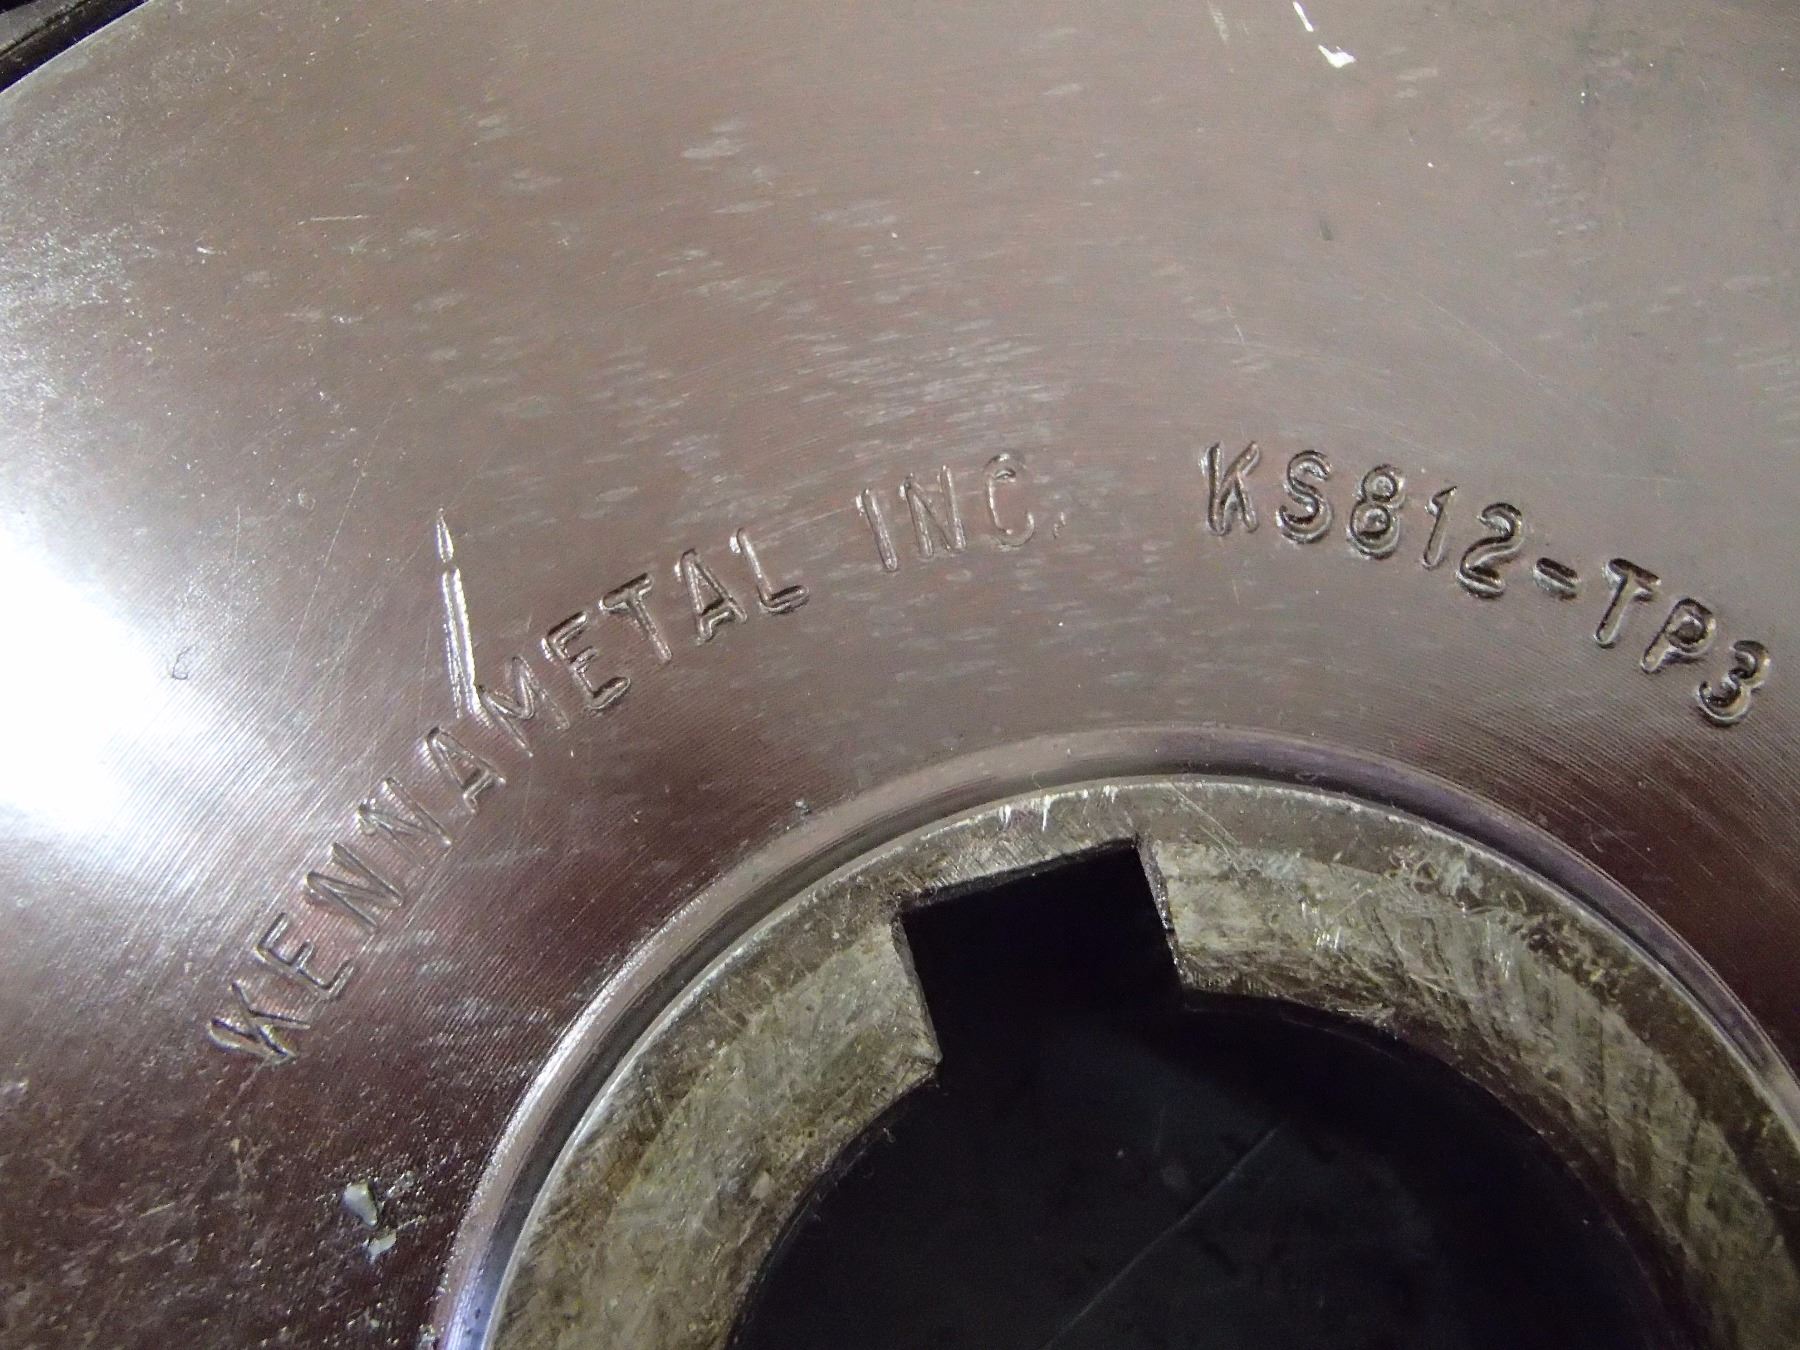 KENNAMETAL INC. KS812-TP3